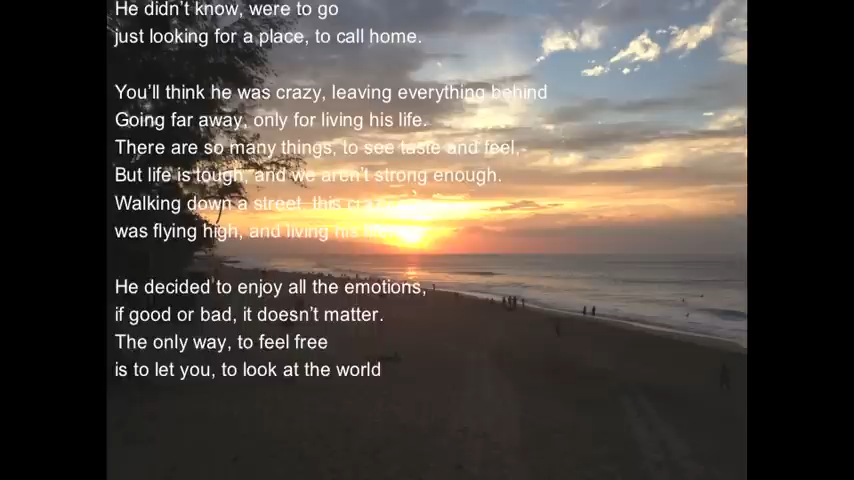 He didn’t know, were to go
just looking for a place, to call home.
You’ll think he was crazy, leaving everything behind
Going far away, only for living his life.
There are so many things, to see taste and feel,
But life is tough, and we aren’t strong enough.
Walking down a street, this crazy
was flying high, and living his
He decided to enjoy all the emotions,
if good or bad, it doesn’t matter.
The only way, to feel free
is to let you, to look at the world